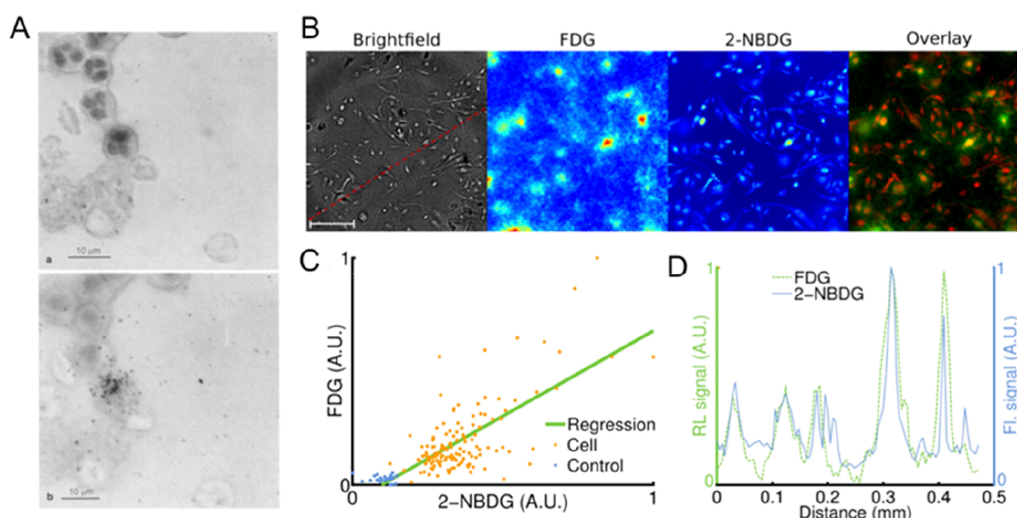 A
a
10 µm
b
10 µm
B
Brightfield
FDG
2-NBDG
Overlay
C
1
FDG (A.U.)
0
0
2-NBDG (A.U.)
1
Regression
Cell
Control
D
1
RL signal (A.U.)
0
FDG
2-NBDG
1
Fl. signal (A.U.)
0
0
0.1
0.2
0.3
0.4
0.5
Distance (mm)